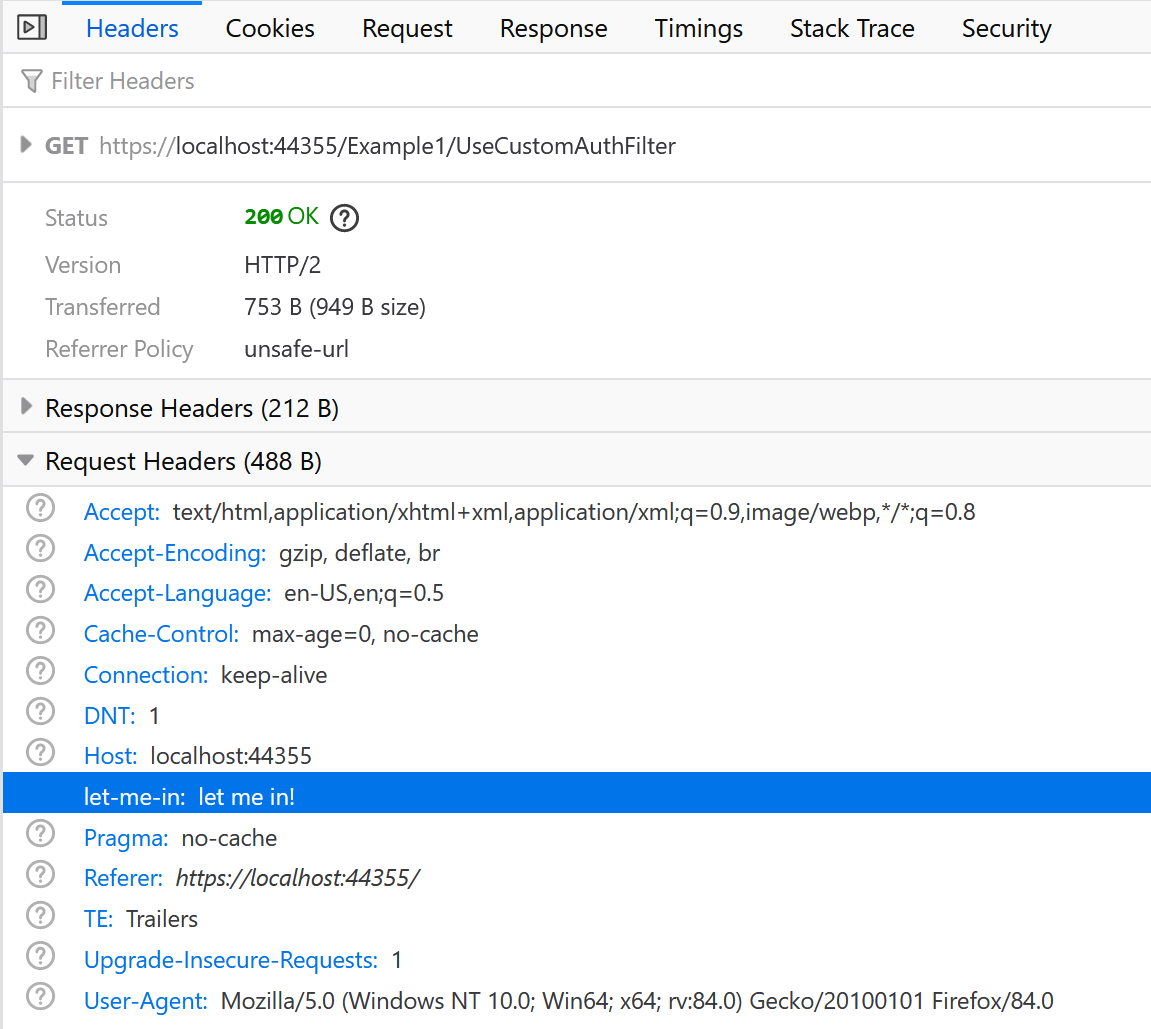 Headers Cookies Request Response Timings Stack Trace Security
Filter Headers
GET https://localhost:44355/Example1/UseCustomAuthFilter
Status 200 OK ?
Version HTTP/2
Transferred 753 B (949 B size)
Referrer Policy unsafe-url
Response Headers (212 B)
Request Headers (488 B)
? Accept: text/html,application/xhtml+xml,application/xml;q=0.9,image/webp,*/*;q=0.8
? Accept-Encoding: gzip, deflate, br
? Accept-Language: en-US,en;q=0.5
? Cache-Control: max-age=0, no-cache
? Connection: keep-alive
? DNT: 1
? Host: localhost:44355
let-me-in: let me in!
? Pragma: no-cache
? Referer: https://localhost:44355/
? TE: Trailers
? Upgrade-Insecure-Requests: 1
? User-Agent: Mozilla/5.0 (Windows NT 10.0; Win64; x64; rv:84.0) Gecko/20100101 Firefox/84.0